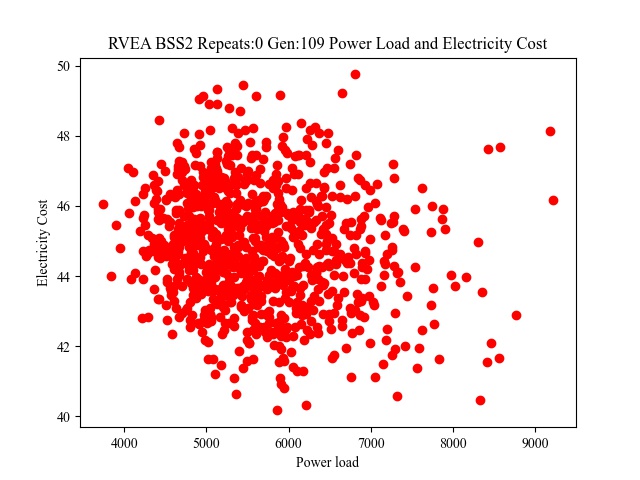 RVEA BSS2 Repeats:0 Gen:109 Power Load and Electricity Cost
50
48
46
44
42
40
Electricity Cost
4000 5000 6000 7000 8000 9000
Power load